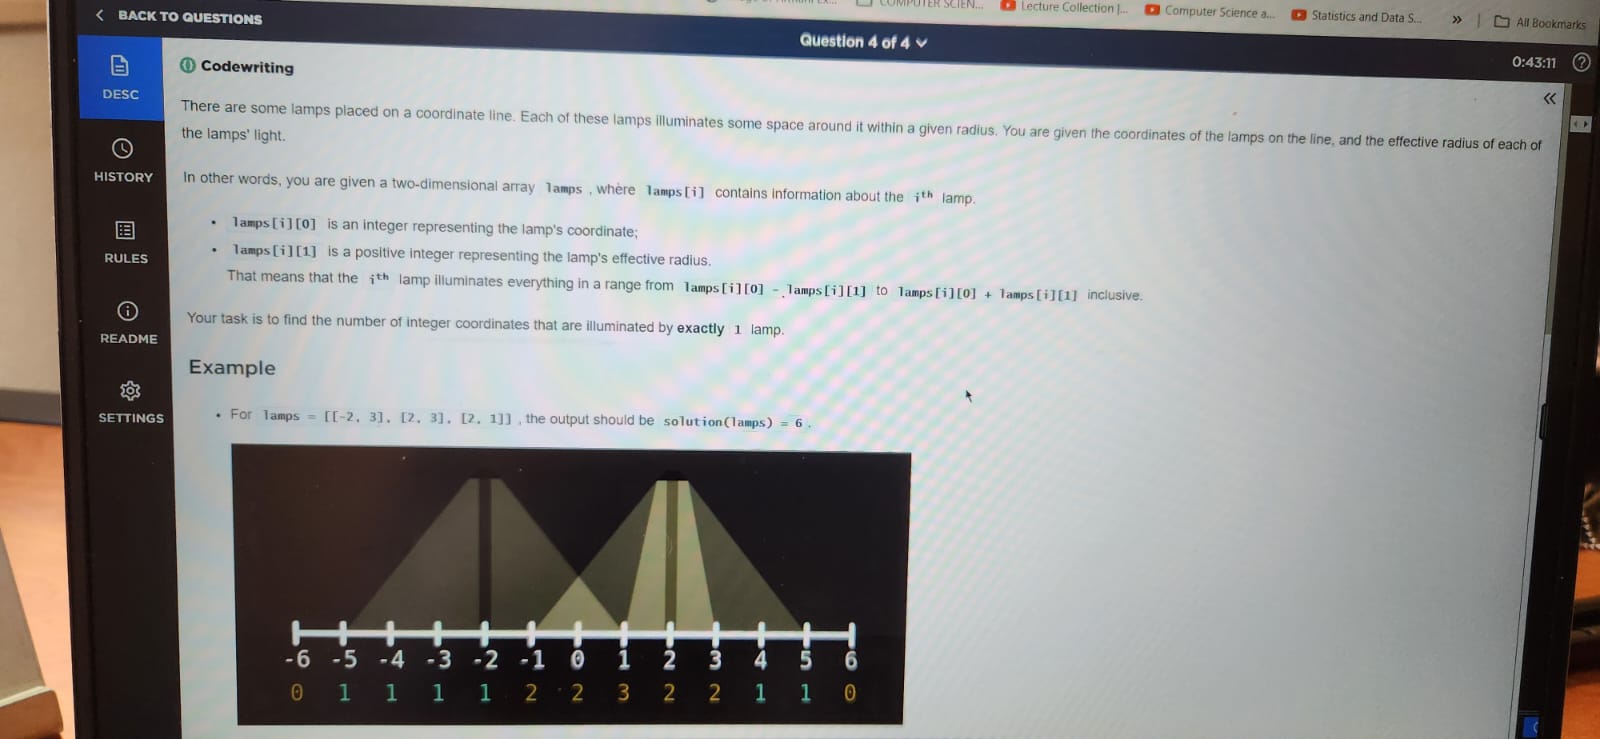 COMPUTER SCIEN...
Lecture Collection |...
Computer Science a...
Statistics and Data S...
»
All Bookmarks
BACK TO QUESTIONS
Question 4 of 4
0:43:11
?
DESC
HISTORY
RULES
README
SETTINGS
Codewriting
There are some lamps placed on a coordinate line. Each of these lamps illuminates some space around it within a given radius. You are given the coordinates of the lamps on the line, and the effective radius of each of
the lamps' light.
In other words, you are given a two-dimensional array lamps , where lamps[i] contains information about the ith lamp.
• lamps[i][0] is an integer representing the lamp's coordinate;
• lamps[i][1] is a positive integer representing the lamp's effective radius.
That means that the ith lamp illuminates everything in a range from lamps[i][0] - lamps[i][1] to lamps[i][0] + lamps[i][1] inclusive.
Your task is to find the number of integer coordinates that are illuminated by exactly 1 lamp.
Example
• For lamps = [[-2, 3], [2, 3], [2, 1]] , the output should be solution(lamps) = 6 .
-6 -5 -4 -3 -2 -1 0 1 2 3 4 5 6
0 1 1 1 1 2 2 3 2 2 1 1 0